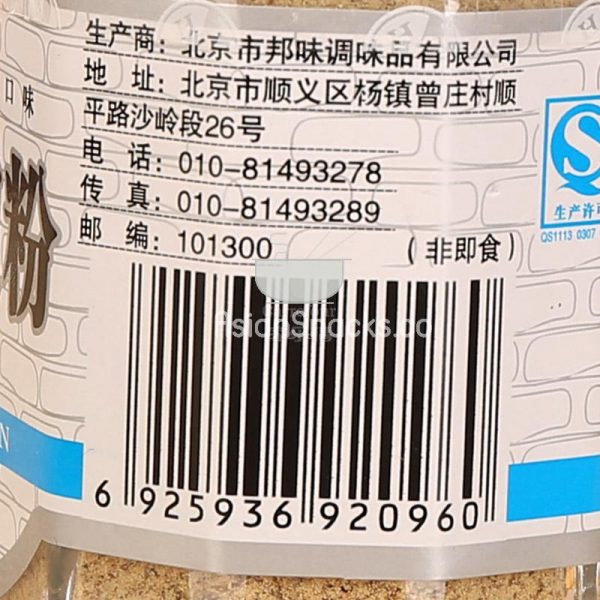 生产商：北京市邦味调味品有限公司
地 址：北京市顺义区杨镇曾庄村顺
平路沙岭段26号
电 话：010-81493278
传 真：010-81493289
邮 编：101300 （非即食）
6 925936 920960
口味
粉
生产许可
QS1113 0307
AsianSnacks.
N